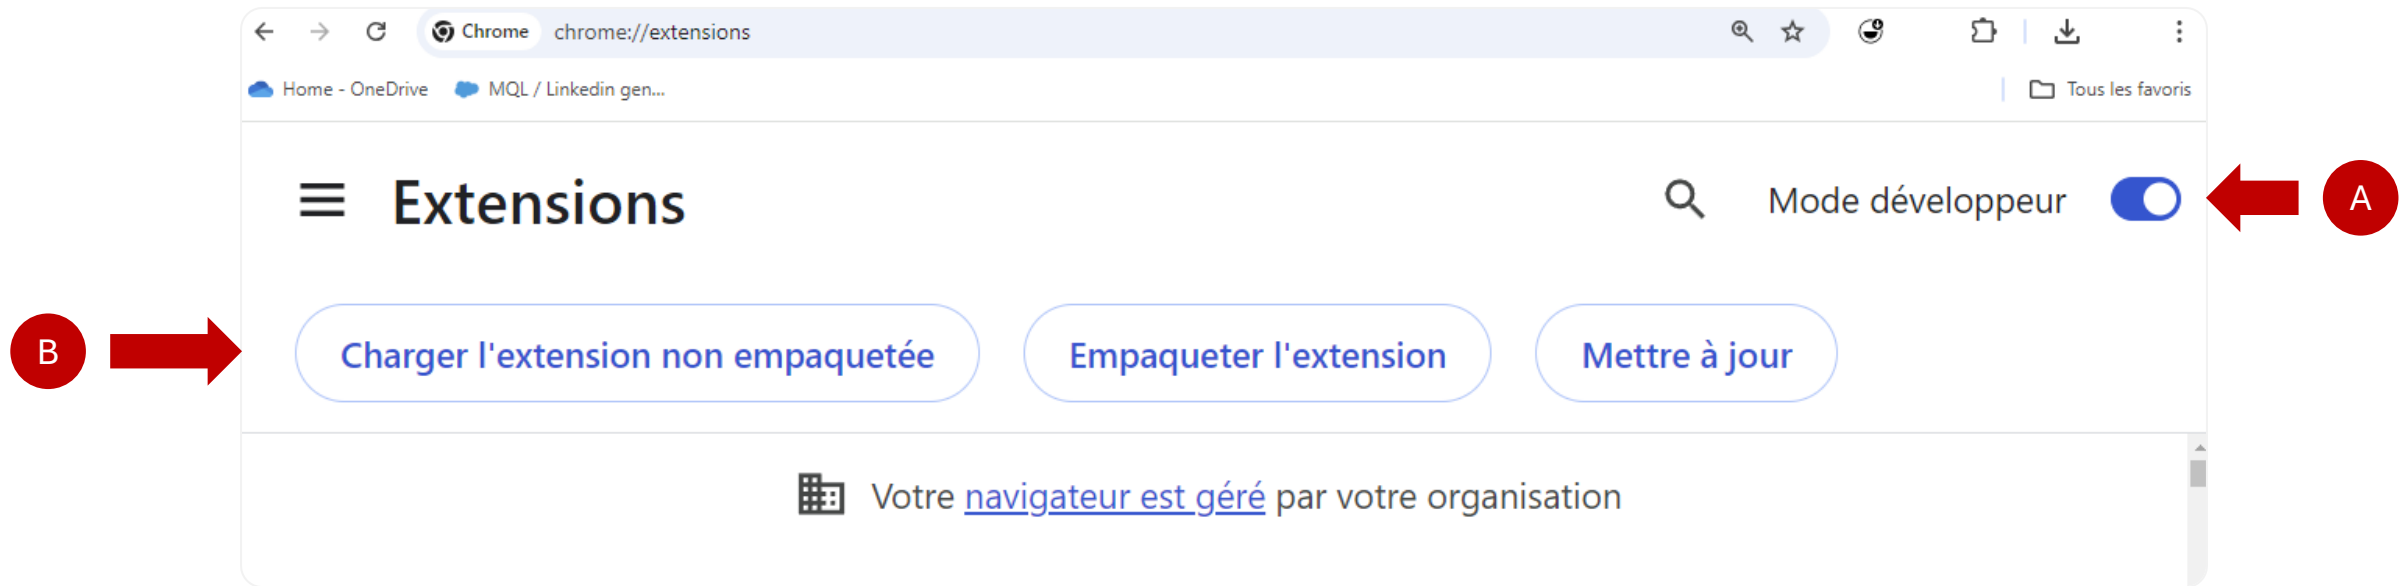 Chrome chrome://extensions
Home - OneDrive MQL / Linkedin gen... Tous les favoris
Extensions Mode développeur A
B Charger l'extension non empaquetée Empaqueter l'extension Mettre à jour
Votre navigateur est géré par votre organisation